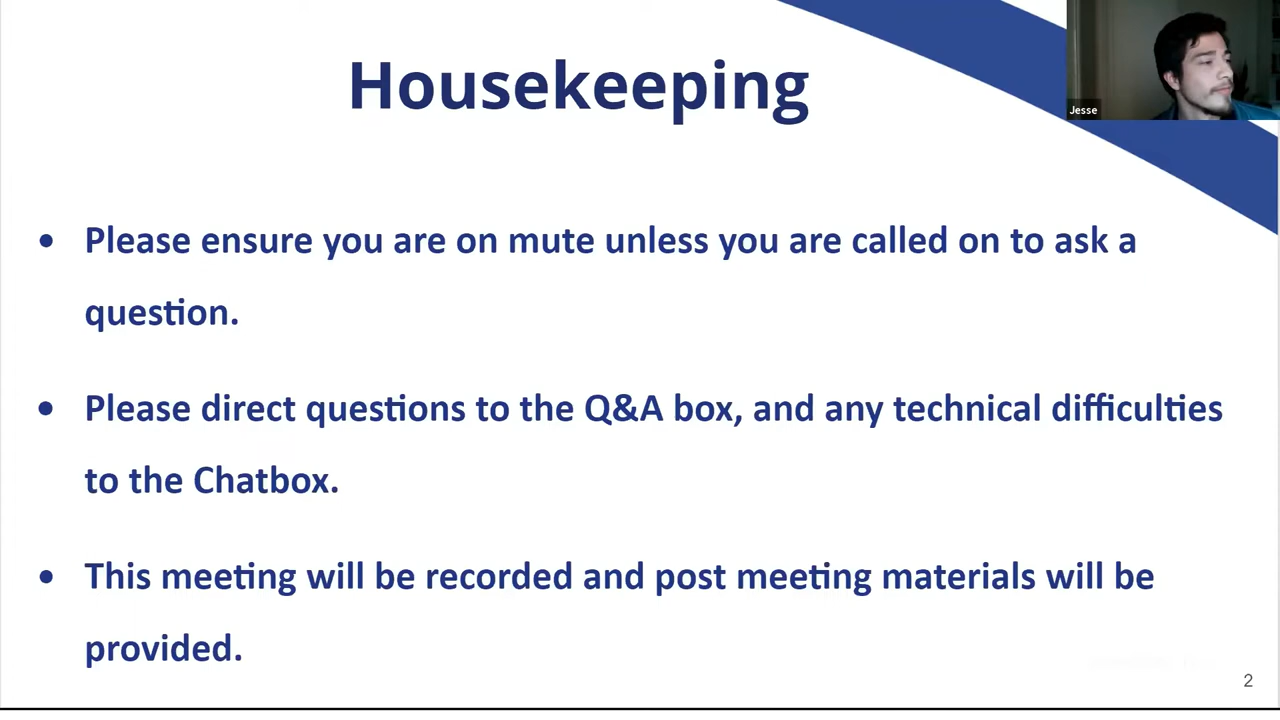 Housekeeping
Jesse
• Please ensure you are on mute unless you are called on to ask a
question.
• Please direct questions to the Q&A box, and any technical difficulties
to the Chatbox.
• This meeting will be recorded and post meeting materials will be
provided.
2